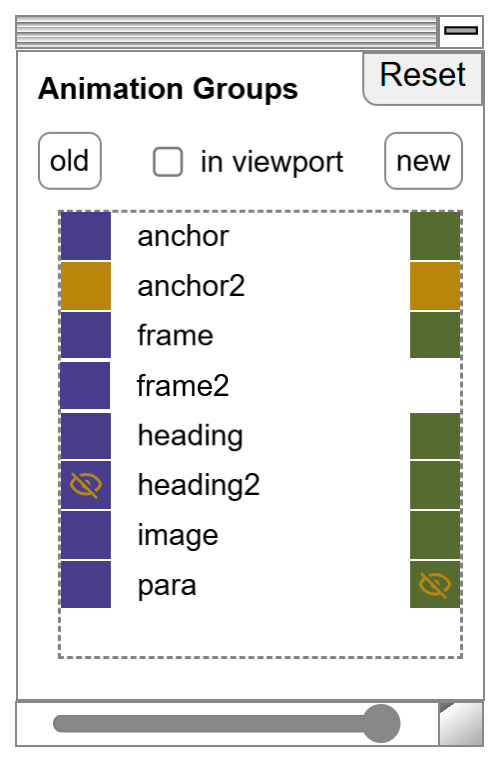 Reset
Animation Groups
old in viewport new
anchor
anchor2
frame
frame2
heading
heading2
image
para